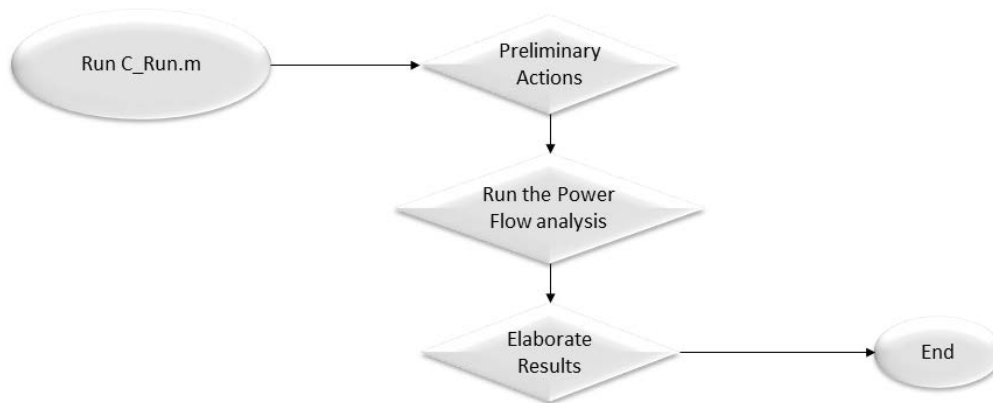 Run C_Run.m
Preliminary
Actions
Run the Power
Flow analysis
Elaborate
Results
End